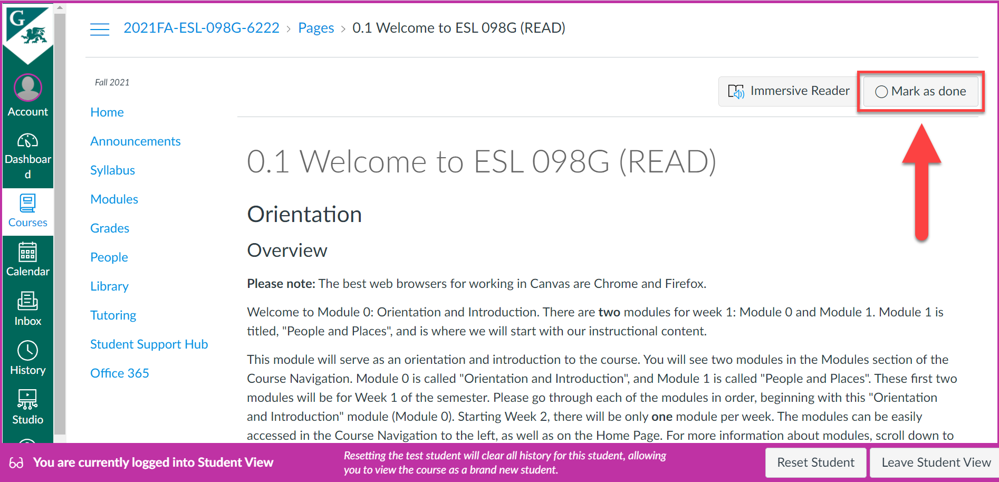 G
2021FA-ESL-098G-6222 > Pages > 0.1 Welcome to ESL 098G (READ)
Account
Dashboar
d
Courses
Calendar
Inbox
History
Studio
Fall 2021
Home
Announcements
Syllabus
Modules
Grades
People
Library
Tutoring
Student Support Hub
Office 365
Immersive Reader
Mark as done
0.1 Welcome to ESL 098G (READ)
Orientation
Overview
Please note: The best web browsers for working in Canvas are Chrome and Firefox.
Welcome to Module 0: Orientation and Introduction. There are two modules for week 1: Module 0 and Module 1. Module 1 is
titled, "People and Places", and is where we will start with our instructional content.
This module will serve as an orientation and introduction to the course. You will see two modules in the Modules section of the
Course Navigation. Module 0 is called "Orientation and Introduction", and Module 1 is called "People and Places". These first two
modules will be for Week 1 of the semester. Please go through each of the modules in order, beginning with this "Orientation
and Introduction" module (Module 0). Starting Week 2, there will be only one module per week. The modules can be easily
accessed in the Course Navigation to the left, as well as on the Home Page. For more information about modules, scroll down to
You are currently logged into Student View
Resetting the test student will clear all history for this student, allowing
you to view the course as a brand new student.
Reset Student
Leave Student View